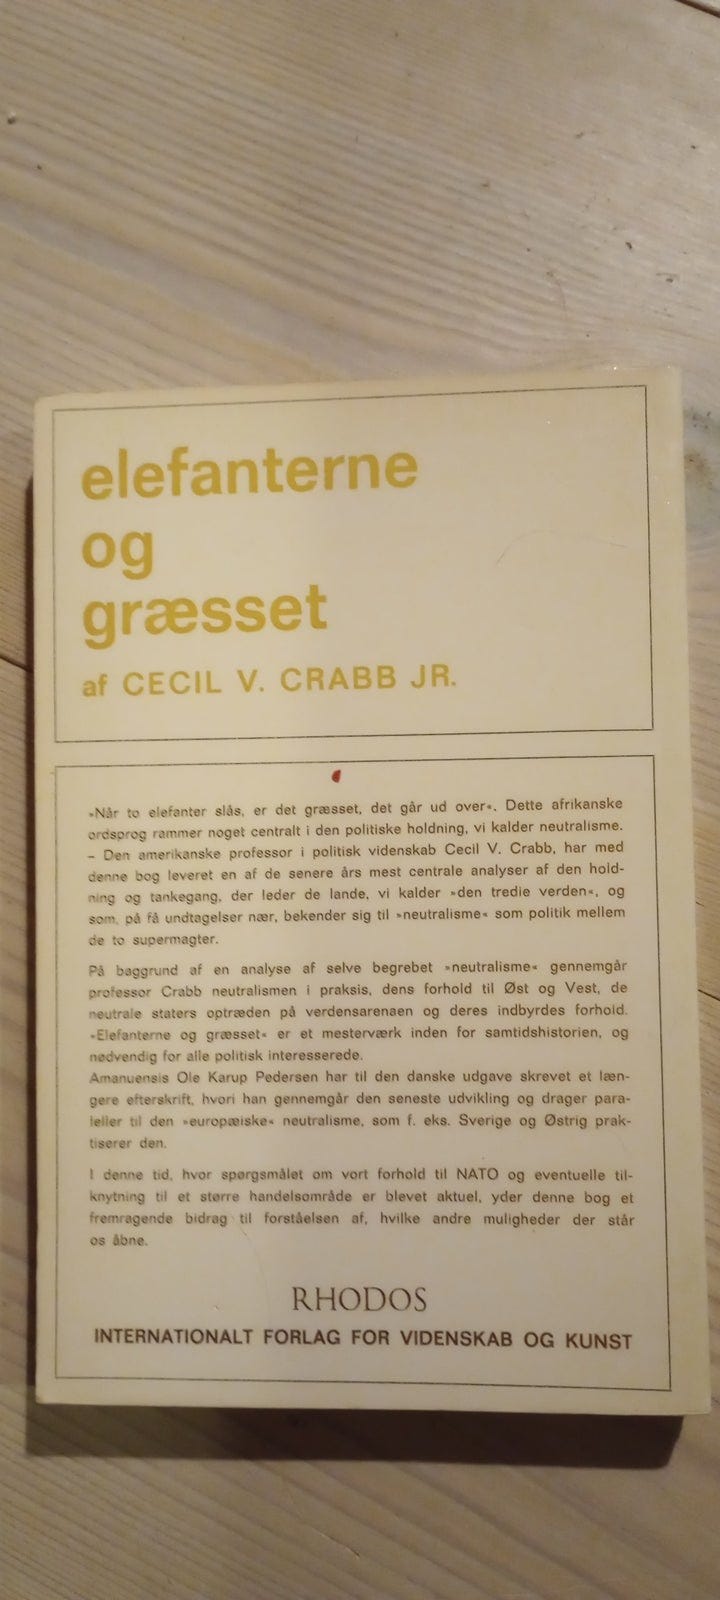 elefanterne
og
græsset
af CECIL V. CRABB JR.
»Når to elefanter slås, er det græsset, det går ud over«. Dette afrikanske
ordsprog rammer noget centralt i den politiske holdning, vi kalder neutralisme.
– Den amerikanske professor i politisk videnskab Cecil V. Crabb, har med
denne bog leveret en af de senere års mest centrale analyser af den hold-
ning og tankegang, der leder de lande, vi kalder »den tredie verden«, og
som, på få undtagelser nær, bekender sig til »neutralisme« som politik mellem
de to supermagter.
På baggrund af en analyse af selve begrebet »neutralisme« gennemgår
professor Crabb neutralismen i praksis, dens forhold til Øst og Vest, de
neutrale staters optræden på verdensarenaen og deres indbyrdes forhold.
»Elefanterne og græsset« er et mesterværk inden for samtidshistorien, og
nødvendig for alle politisk interesserede.
Amanuensis Ole Karup Pedersen har til den danske udgave skrevet et læn-
gere efterskrift, hvori han gennemgår den seneste udvikling og drager para-
leller til den »europæiske« neutralisme, som f. eks. Sverige og Østrig prak-
tiserer den.
I denne tid, hvor spørgsmålet om vort forhold til NATO og eventuelle til-
knytning til et større handelsområde er blevet aktuel, yder denne bog et
fremragende bidrag til forståelsen af, hvilke andre muligheder der står
os åbne.
RHODOS
INTERNATIONALT FORLAG FOR VIDENSKAB OG KUNST